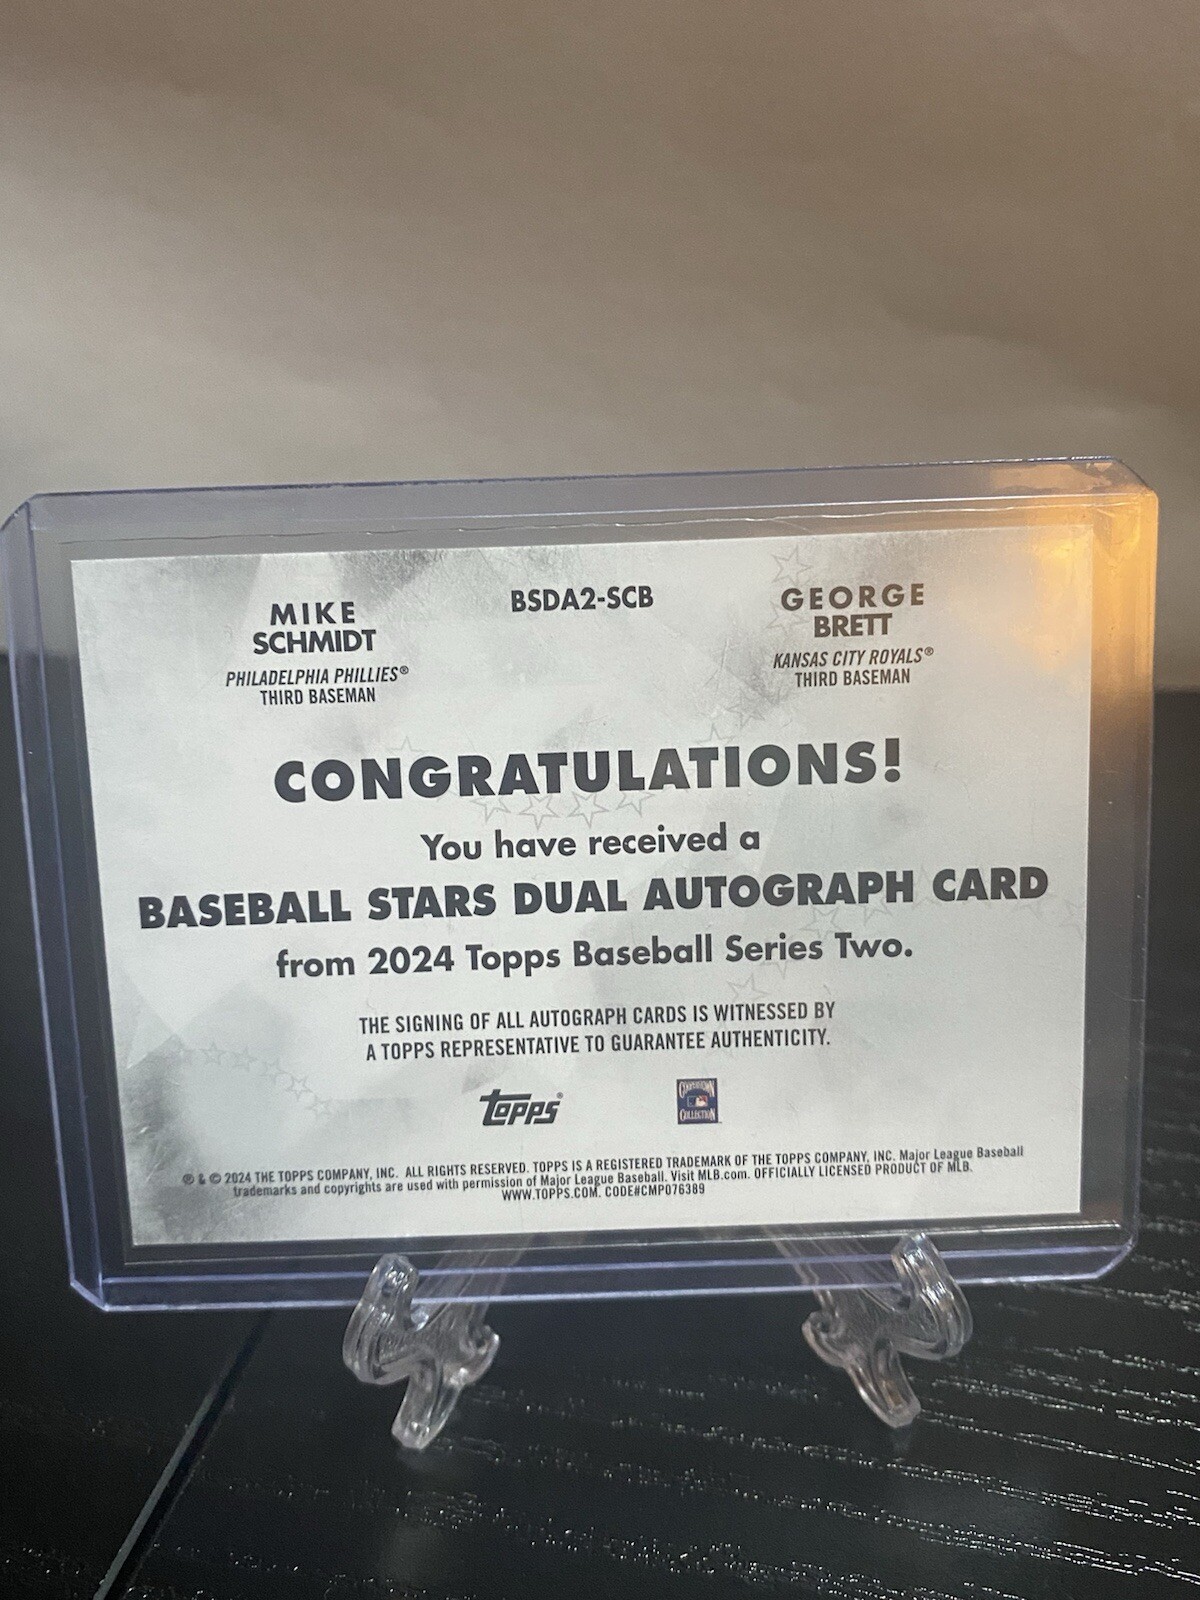 MIKE
SCHMIDT
PHILADELPHIA PHILLIES®
THIRD BASEMAN
BSDA2-SCB
GEORGE
BRETT
KANSAS CITY ROYALS®
THIRD BASEMAN
CONGRATULATIONS!
You have received a
BASEBALL STARS DUAL AUTOGRAPH CARD
from 2024 Topps Baseball Series Two.
THE SIGNING OF ALL AUTOGRAPH CARDS IS WITNESSED BY
A TOPPS REPRESENTATIVE TO GUARANTEE AUTHENTICITY.
topps®
COOPERSTOWN
COLLECTION
® & © 2024 THE TOPPS COMPANY, INC. ALL RIGHTS RESERVED. TOPPS IS A REGISTERED TRADEMARK OF THE TOPPS COMPANY, INC. Major League Baseball
trademarks and copyrights are used with permission of Major League Baseball. Visit MLB.com. OFFICIALLY LICENSED PRODUCT OF MLB.
WWW.TOPPS.COM. CODE#CMP076389